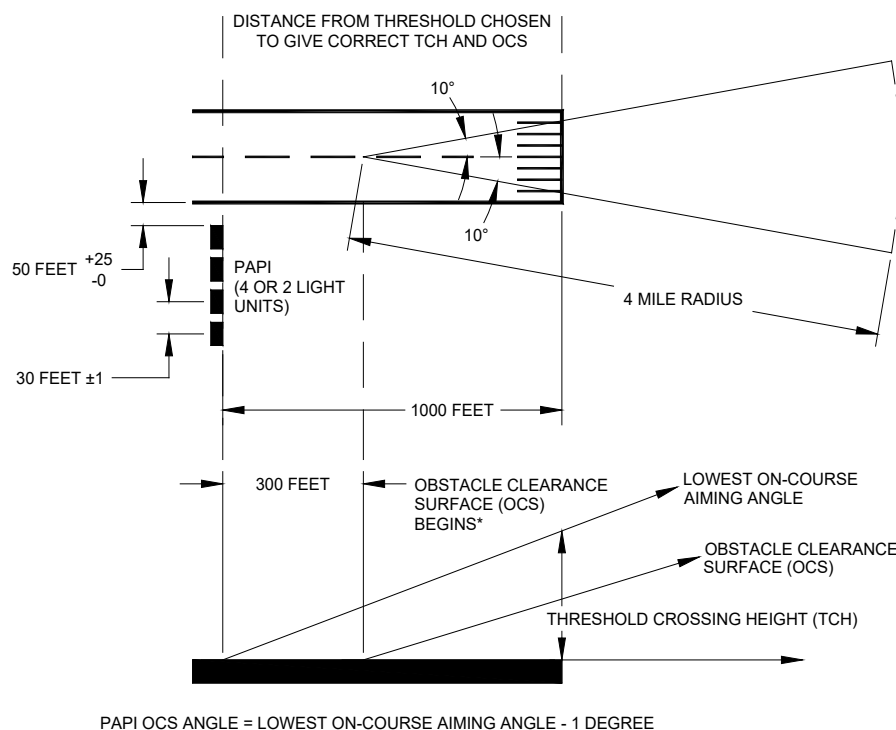 DISTANCE FROM THRESHOLD CHOSEN
TO GIVE CORRECT TCH AND OCS
10°
10°
50 FEET +25
-0
PAPI
(4 OR 2 LIGHT
UNITS)
4 MILE RADIUS
30 FEET ±1
1000 FEET
300 FEET
OBSTACLE CLEARANCE
SURFACE (OCS)
BEGINS*
LOWEST ON-COURSE
AIMING ANGLE
OBSTACLE CLEARANCE
SURFACE (OCS)
THRESHOLD CROSSING HEIGHT (TCH)
PAPI OCS ANGLE = LOWEST ON-COURSE AIMING ANGLE - 1 DEGREE